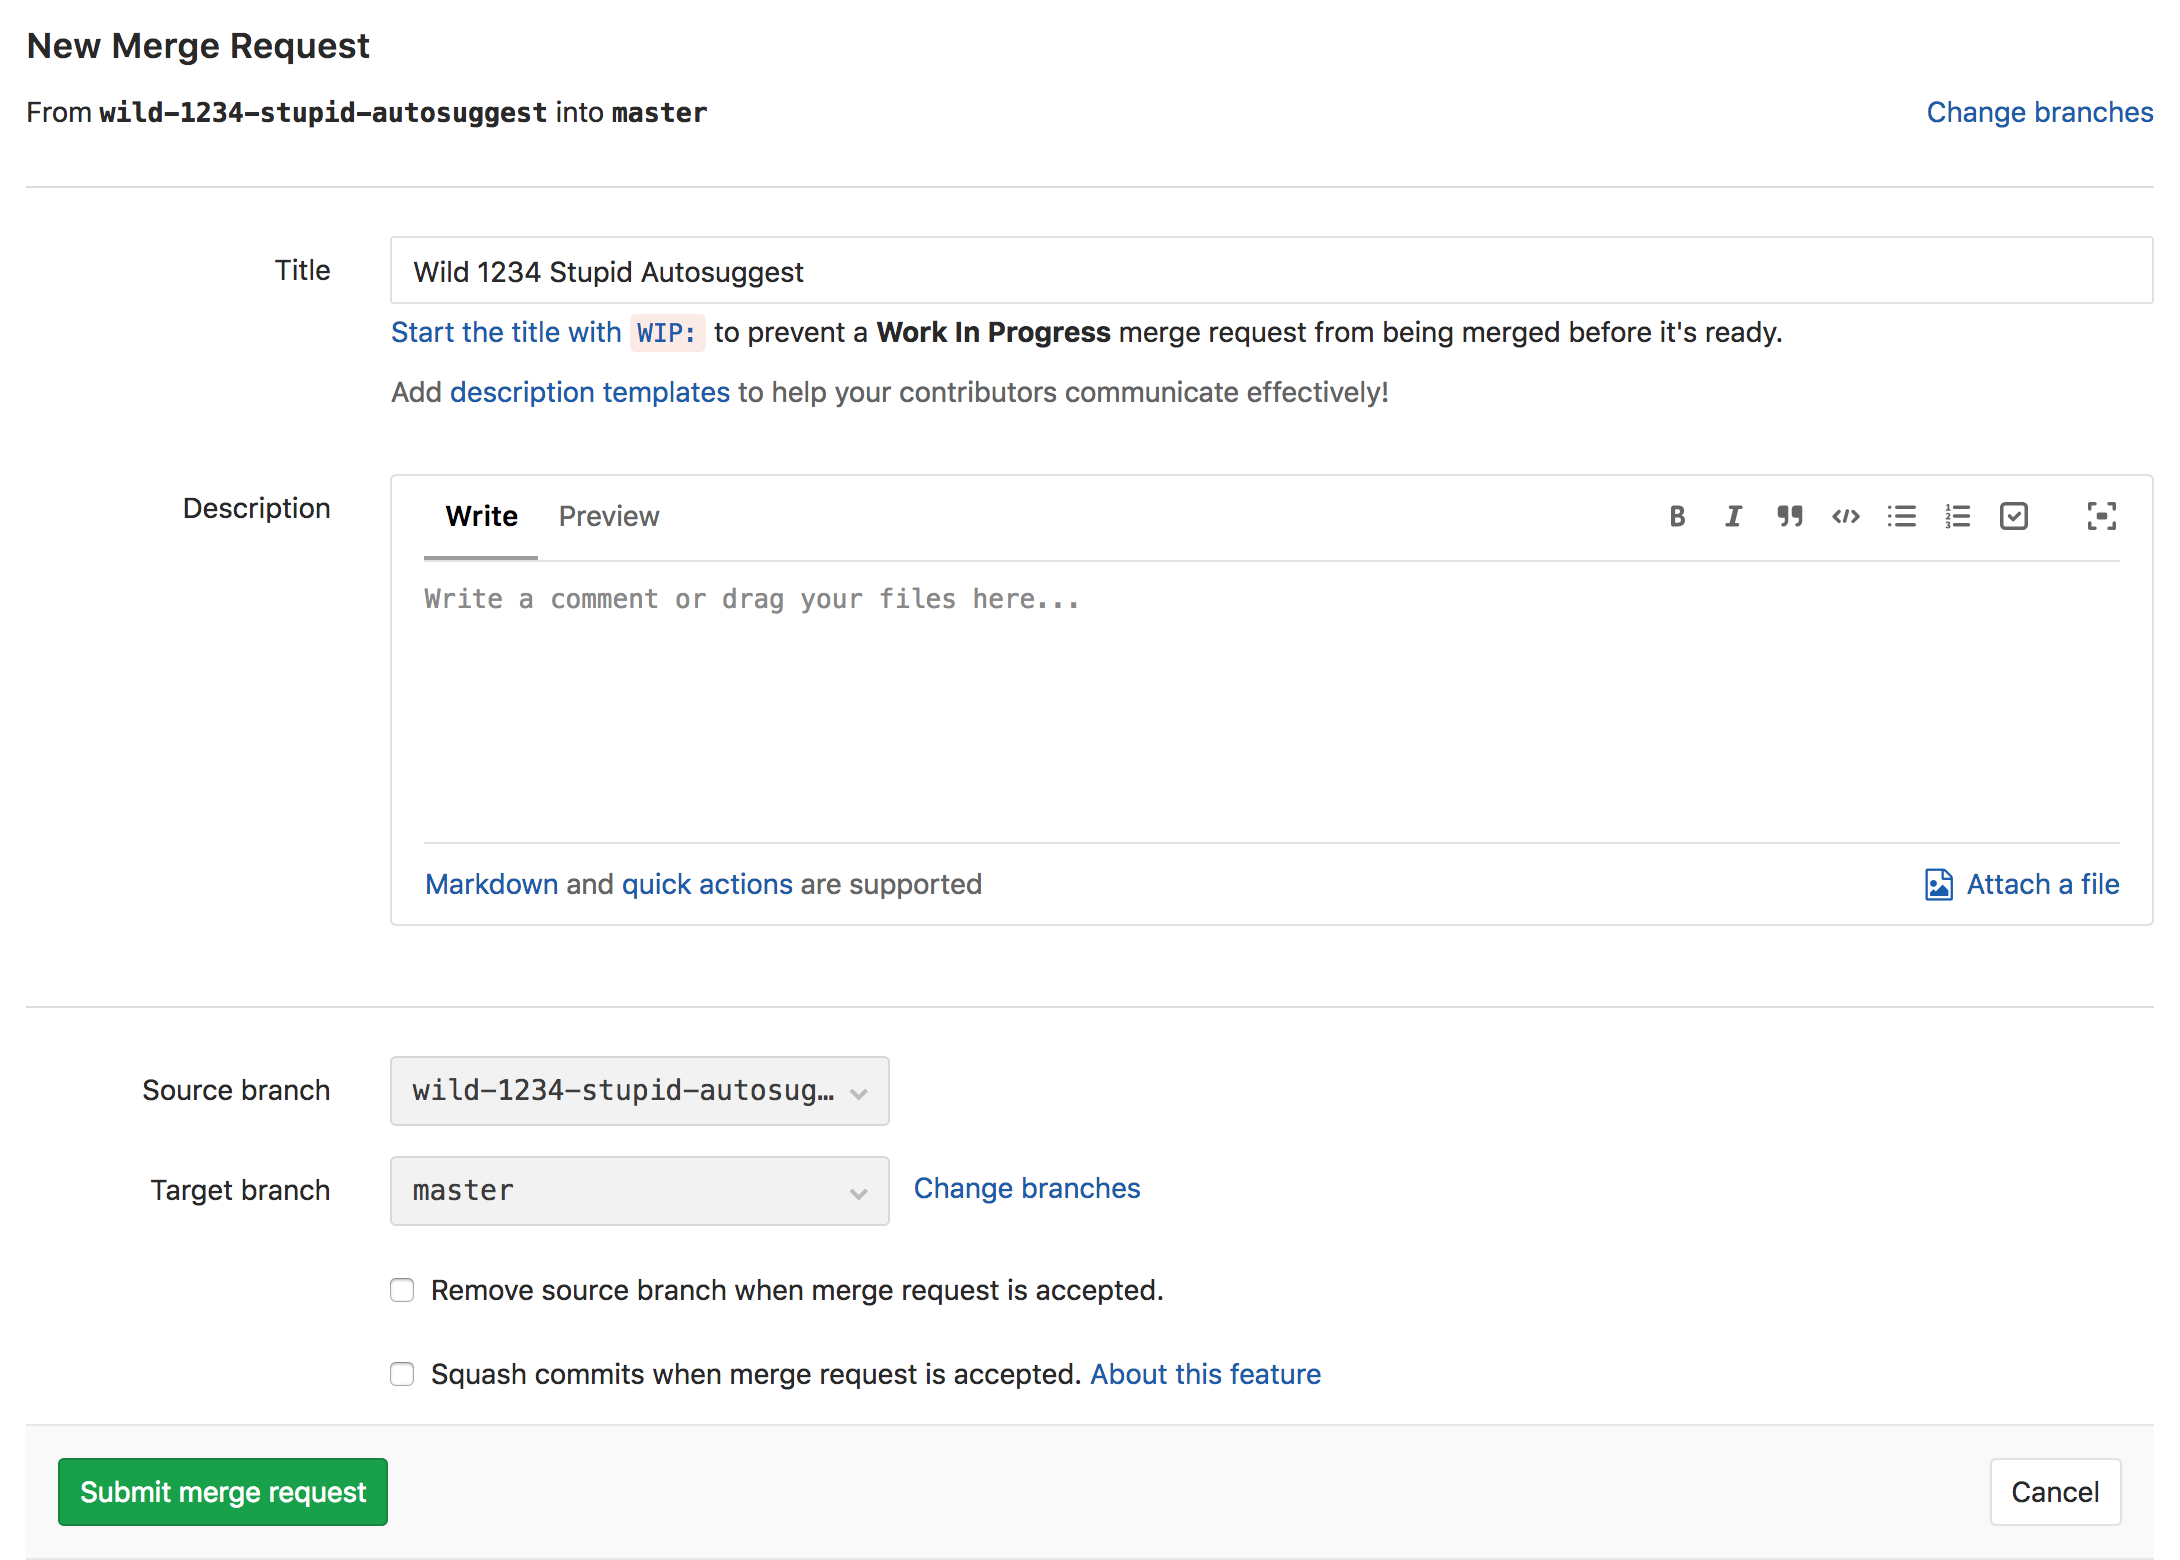 New Merge Request
From wild-1234-stupid-autosuggest into master
Change branches
Title
Wild 1234 Stupid Autosuggest
Start the title with WIP: to prevent a Work In Progress merge request from being merged before it's ready.
Add description templates to help your contributors communicate effectively!
Description
Write Preview
Write a comment or drag your files here...
Markdown and quick actions are supported
Attach a file
Source branch
wild-1234-stupid-autosug…
Target branch
master
Change branches
Remove source branch when merge request is accepted.
Squash commits when merge request is accepted. About this feature
Submit merge request
Cancel